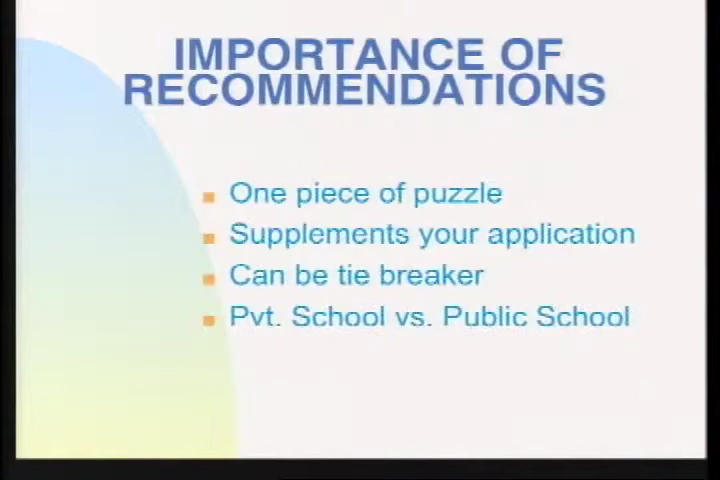 IMPORTANCE OF
RECOMMENDATIONS
One piece of puzzle
Supplements your application
Can be tie breaker
Pvt. School vs. Public School